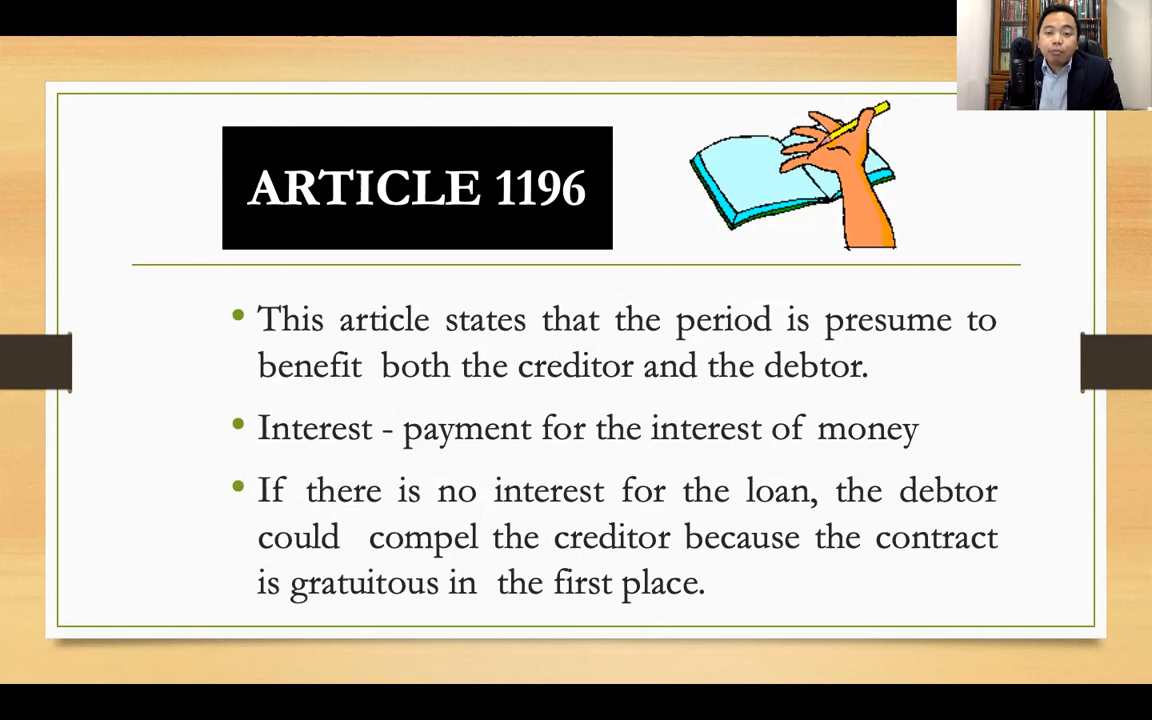 ARTICLE 1196
• This article states that the period is presume to
benefit both the creditor and the debtor.
• Interest - payment for the interest of money
• If there is no interest for the loan, the debtor
could compel the creditor because the contract
is gratuitous in the first place.